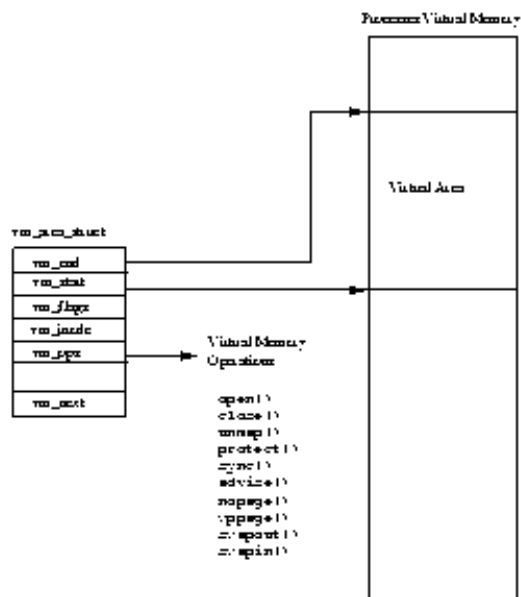 Processes Virtual Memory
Virtual Area
vm_area_struct
vm_end
vm_start
vm_flags
vm_inode
vm_ops
vm_next
Virtual Memory
Operations
open()
close()
unmap()
protect()
sync()
advise()
nopage()
wppage()
swapout()
swapin()